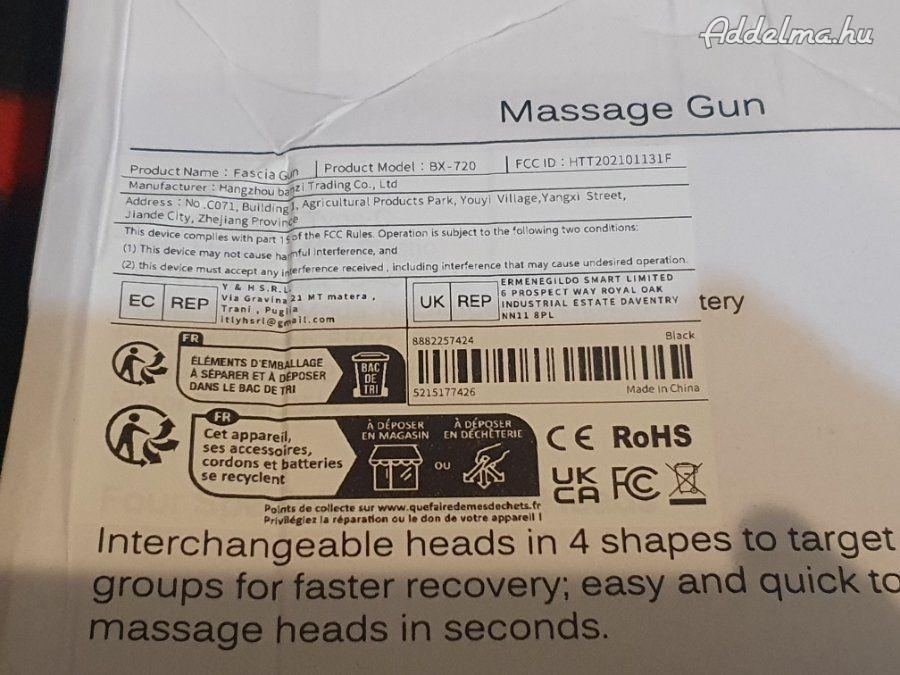 Addelma.hu
Massage Gun
Product Name : Fascia Gun | Product Model : BX-720 | FCC ID : HTT202101131F
Manufacturer : Hangzhou banzi Trading Co., Ltd
Address : No.C071, Building 1, Agricultural Products Park, Youyi Village,Yangxi Street,
Jiande City, Zhejiang Province
This device complies with part 15 of the FCC Rules. Operation is subject to the following two conditions:
(1) This device may not cause harmful interference, and
(2) this device must accept any interference received, including interference that may cause undesired operation.
EC REP
Y & H S.R.L.
Via Gravina 21 MT matera ,
Trani , Puglia
itlyhsrl@gmail.com
UK REP
ERMENEGILDO SMART LIMITED
6 PROSPECT WAY ROYAL OAK
INDUSTRIAL ESTATE DAVENTRY
NN11 8PL
tery
FR
ÉLÉMENTS D'EMBALLAGE
À SÉPARER ET À DÉPOSER
DANS LE BAC DE TRI
BAC
DE
TRI
8882257424
Black
5215177426
Made In China
FR
Cet appareil,
ses accessoires,
cordons et batteries
se recyclent
À DÉPOSER
EN MAGASIN
OU
À DÉPOSER
EN DÉCHÈTERIE
CE RoHS
UK
CA
FC
Points de collecte sur www.quefairedemesdechets.fr
Privilégiez la réparation ou le don de votre appareil !
Interchangeable heads in 4 shapes to target
groups for faster recovery; easy and quick to
massage heads in seconds.